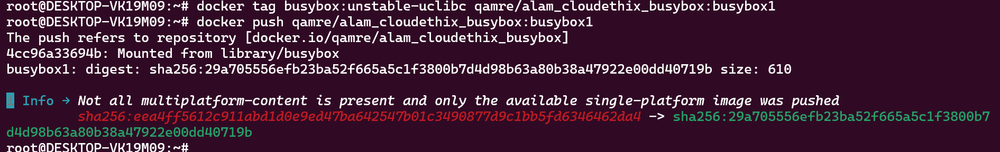 root@DESKTOP-VK19M09:~# docker tag busybox:unstable-uclibc qamre/alam_cloudethix_busybox:busybox1
root@DESKTOP-VK19M09:~# docker push qamre/alam_cloudethix_busybox:busybox1
The push refers to repository [docker.io/qamre/alam_cloudethix_busybox]
4cc96a33694b: Mounted from library/busybox
busybox1: digest: sha256:29a705556efb23ba52f665a5c1f3800b7d4d98b63a80b38a47922e00dd40719b size: 610
i Info → Not all multiplatform-content is present and only the available single-platform image was pushed
sha256:eea4ff5612c911abd1d0e9ed47ba642547b01c3490877d9c1bb5fd6346462da4 -> sha256:29a705556efb23ba52f665a5c1f3800b7
d4d98b63a80b38a47922e00dd40719b
root@DESKTOP-VK19M09:~#